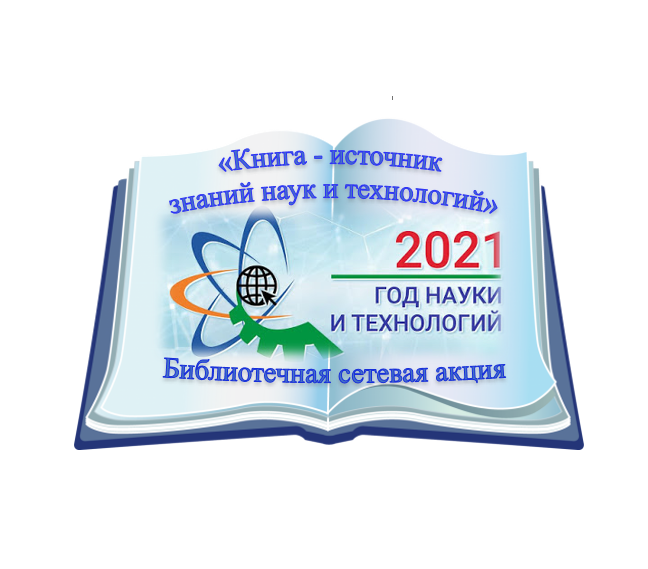 «Книга - источник
знаний наук и технологий»
2021
ГОД НАУКИ
И ТЕХНОЛОГИЙ
Библиотечная сетевая акция